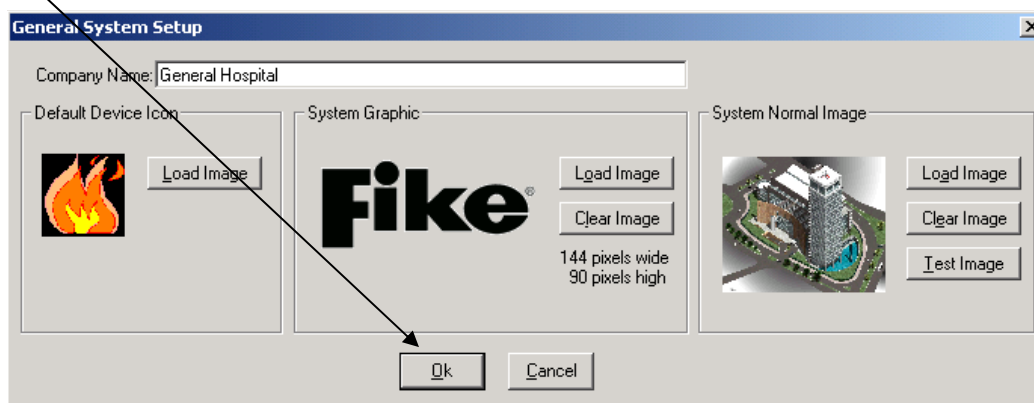 General System Setup
Company Name: General Hospital
Default Device Icon
Load Image
System Graphic
Fike®
Load Image
Clear Image
144 pixels wide
90 pixels high
System Normal Image
Load Image
Clear Image
Test Image
Ok
Cancel